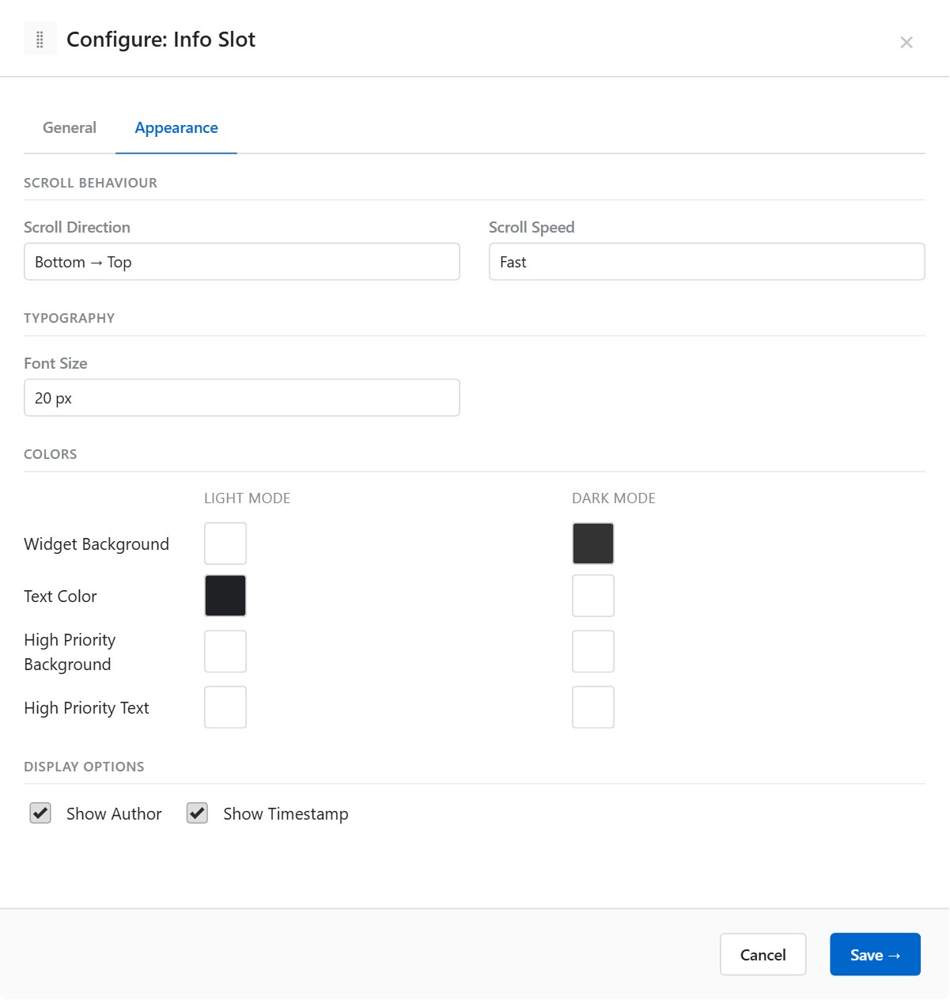 Configure: Info Slot
General
Appearance
SCROLL BEHAVIOUR
Scroll Direction
Scroll Speed
Bottom → Top
Fast
TYPOGRAPHY
Font Size
20 px
COLORS
LIGHT MODE
DARK MODE
Widget Background
Text Color
High Priority
Background
High Priority Text
DISPLAY OPTIONS
Show Author
Show Timestamp
Cancel
Save →